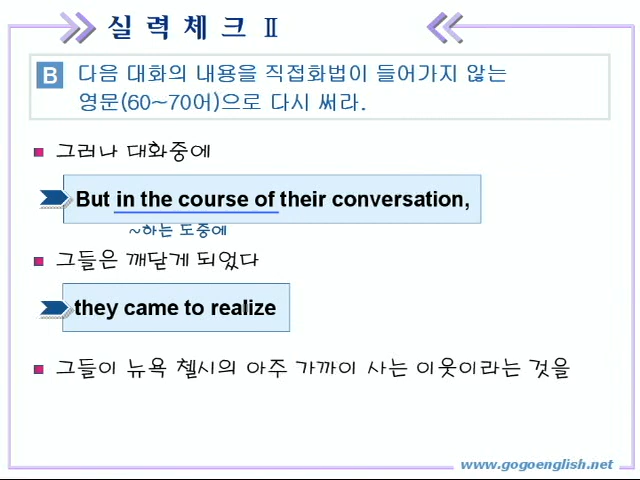 실력체크 Ⅱ
B 다음 대화의 내용을 직접화법이 들어가지 않는
영문(60~70어)으로 다시 써라.
그러나 대화중에
But in the course of their conversation,
~하는 도중에
그들은 깨닫게 되었다
they came to realize
그들이 뉴욕 첼시의 아주 가까이 사는 이웃이라는 것을
www.gogoenglish.net